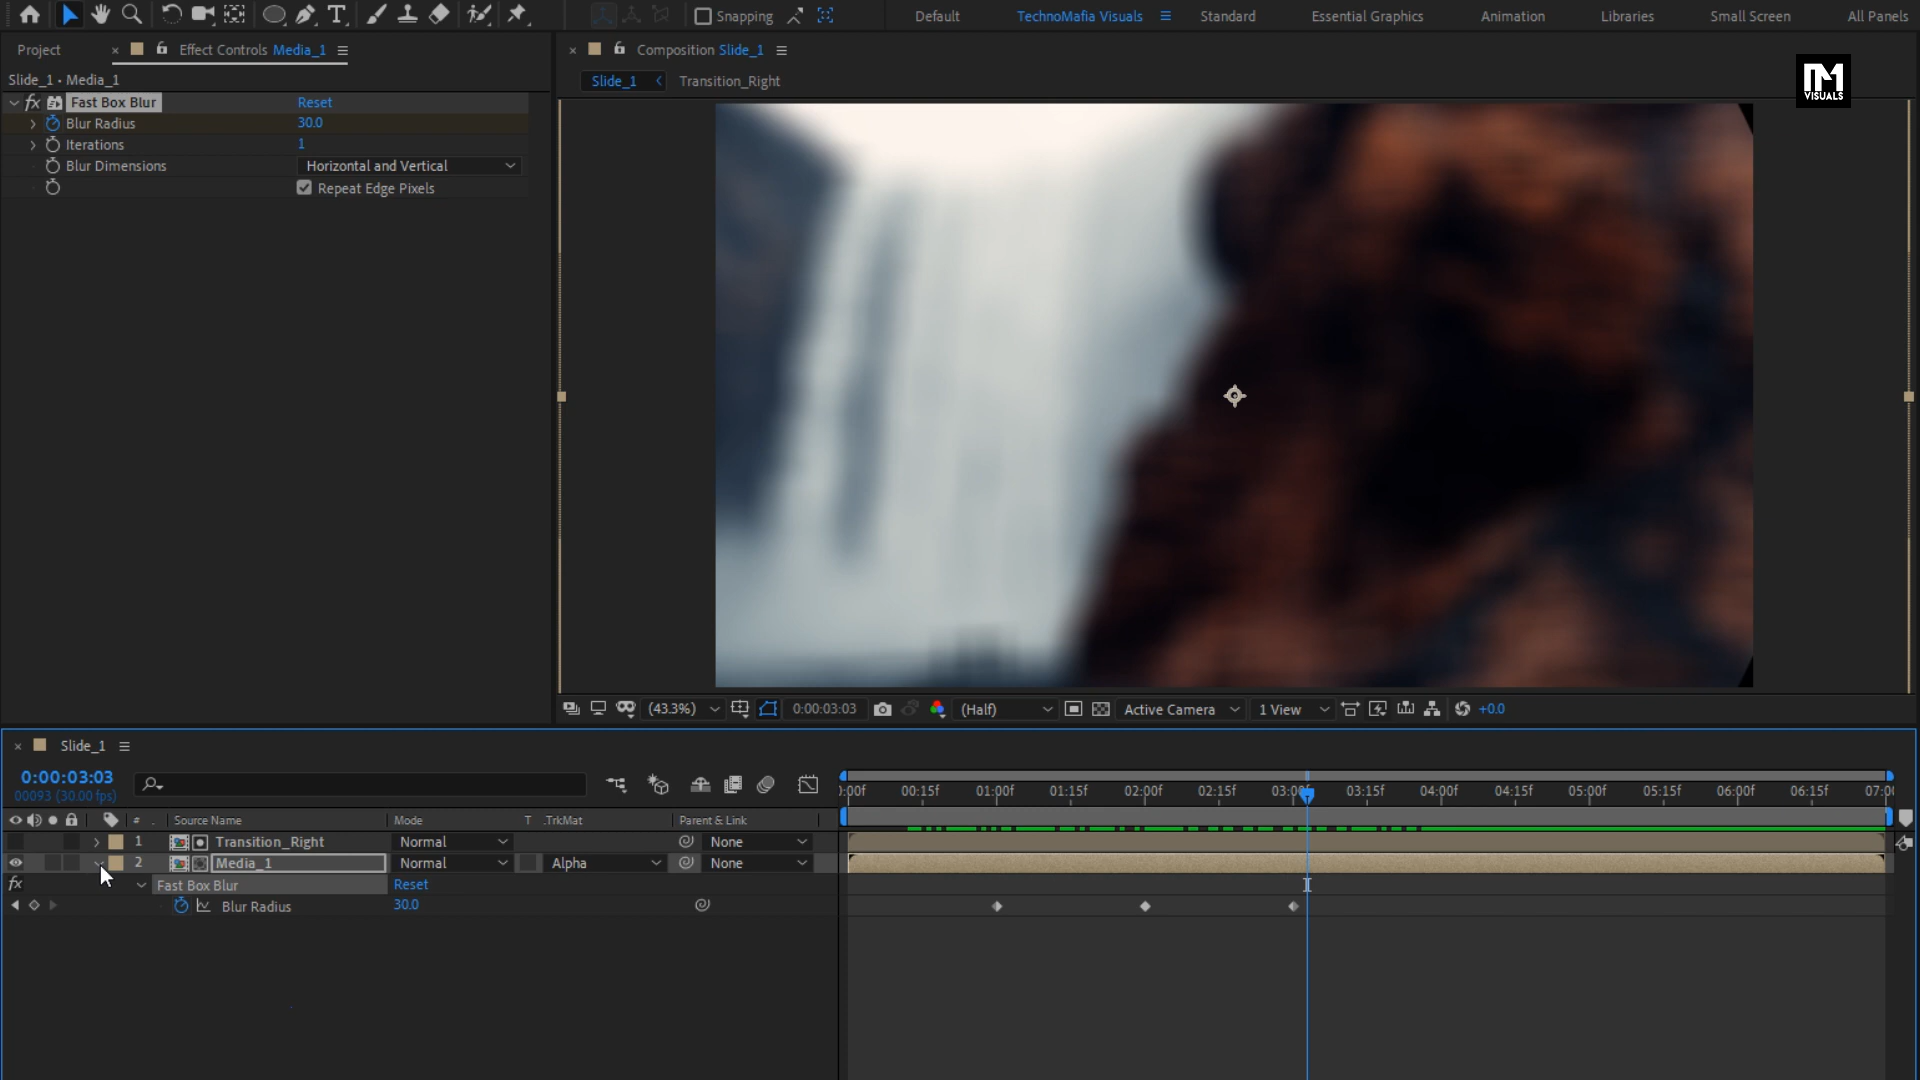 Snapping
Default
TechnoMafia Visuals
Standard
Essential Graphics
Animation
Libraries
Small Screen
All Panels
Project
Effect Controls Media_1
Composition Slide_1
Slide_1 • Media_1
Slide_1
Transition_Right
VISUALS
fx Fast Box Blur Reset
Blur Radius 30.0
Iterations 1
Blur Dimensions Horizontal and Vertical
Repeat Edge Pixels
(43.3%) 0:00:03:03 (Half) Active Camera 1 View +0.0
Slide_1
0:00:03:03
00093 (30.00 fps)
:00f 00:15f 01:00f 01:15f 02:00f 02:15f 03:00f 03:15f 04:00f 04:15f 05:00f 05:15f 06:00f 06:15f 07:00
# Source Name Mode T .TrkMat Parent & Link
1 Transition_Right Normal None
2 Media_1 Normal Alpha None
fx Fast Box Blur Reset
Blur Radius 30.0